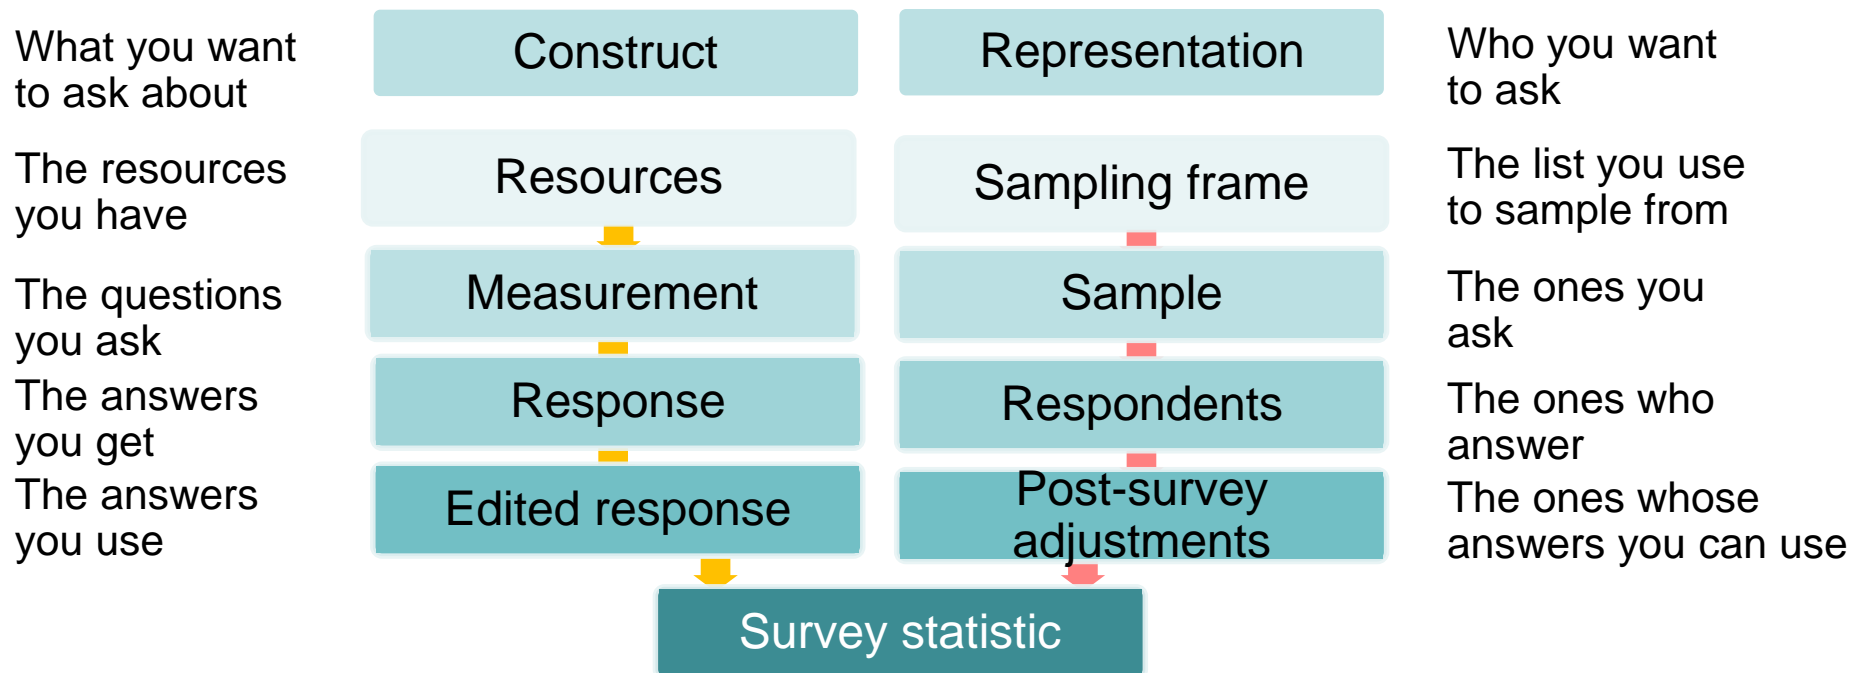 What you want
to ask about
Construct
Representation
Who you want
to ask
The resources
you have
Resources
Sampling frame
The list you use
to sample from
The questions
you ask
Measurement
Sample
The ones you
ask
The answers
you get
Response
Respondents
The ones who
answer
The answers
you use
Edited response
Post-survey
adjustments
The ones whose
answers you can use
Survey statistic